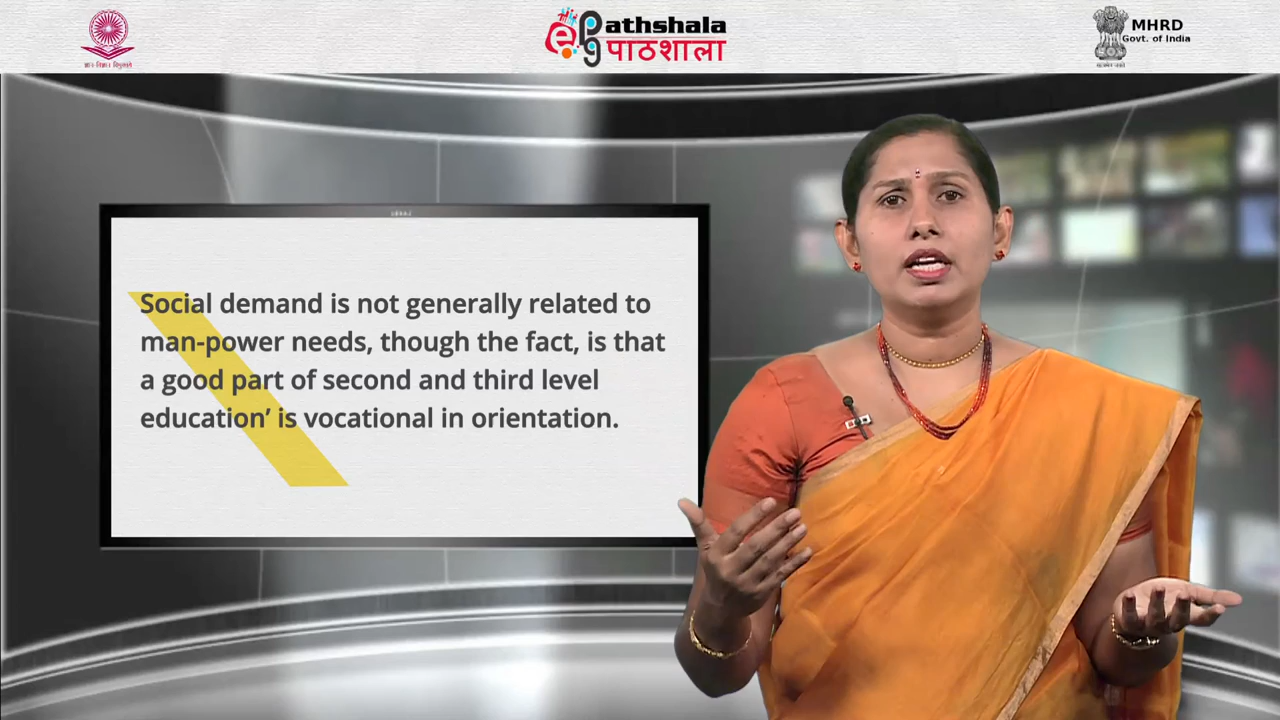 ePg Pathshala
पाठशाला
MHRD
Govt. of India
Social demand is not generally related to
man-power needs, though the fact, is that
a good part of second and third level
education’ is vocational in orientation.